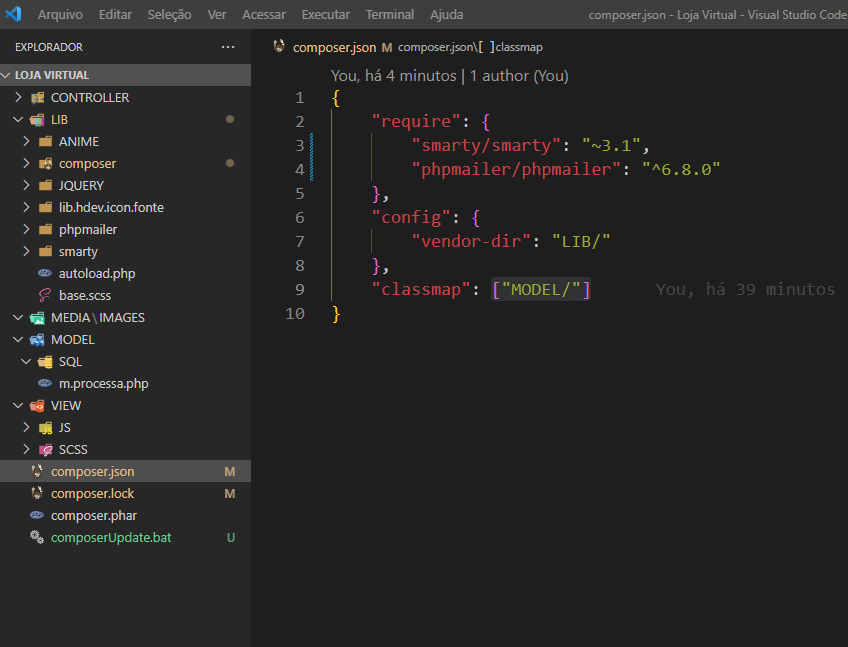 Arquivo Editar Seleção Ver Acessar Executar Terminal Ajuda composer.json - Loja Virtual - Visual Studio Code
EXPLORADOR ···
LOJA VIRTUAL
CONTROLLER
LIB
ANIME
composer
JQUERY
lib.hdev.icon.fonte
phpmailer
smarty
autoload.php
base.scss
MEDIA\IMAGES
MODEL
SQL
m.processa.php
VIEW
JS
SCSS
composer.json M
composer.lock M
composer.phar
composerUpdate.bat U
composer.json M composer.json\[ ]classmap
You, há 4 minutos | 1 author (You)
1 {
2 "require": {
3 "smarty/smarty": "~3.1",
4 "phpmailer/phpmailer": "^6.8.0"
5 },
6 "config": {
7 "vendor-dir": "LIB/"
8 },
9 "classmap": ["MODEL/"] You, há 39 minutos
10 }